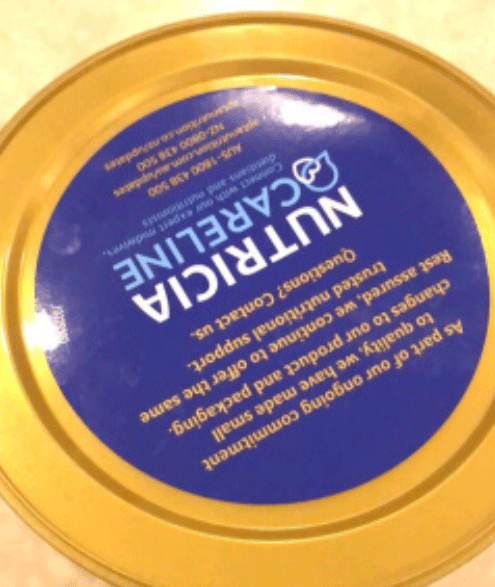 As part of our ongoing commitment
to quality, we have made small
changes to our product and packaging.
Rest assured, we continue to offer the same
trusted nutritional support.
Questions? Contact us.
NUTRICIA
CARELINE
Connect with our expert midwives,
dietitians and nutritionists
AUS-1800 438 500
aptanutrition.com.au/updates
NZ-0800 438 500
aptanutrition.co.nz/updates